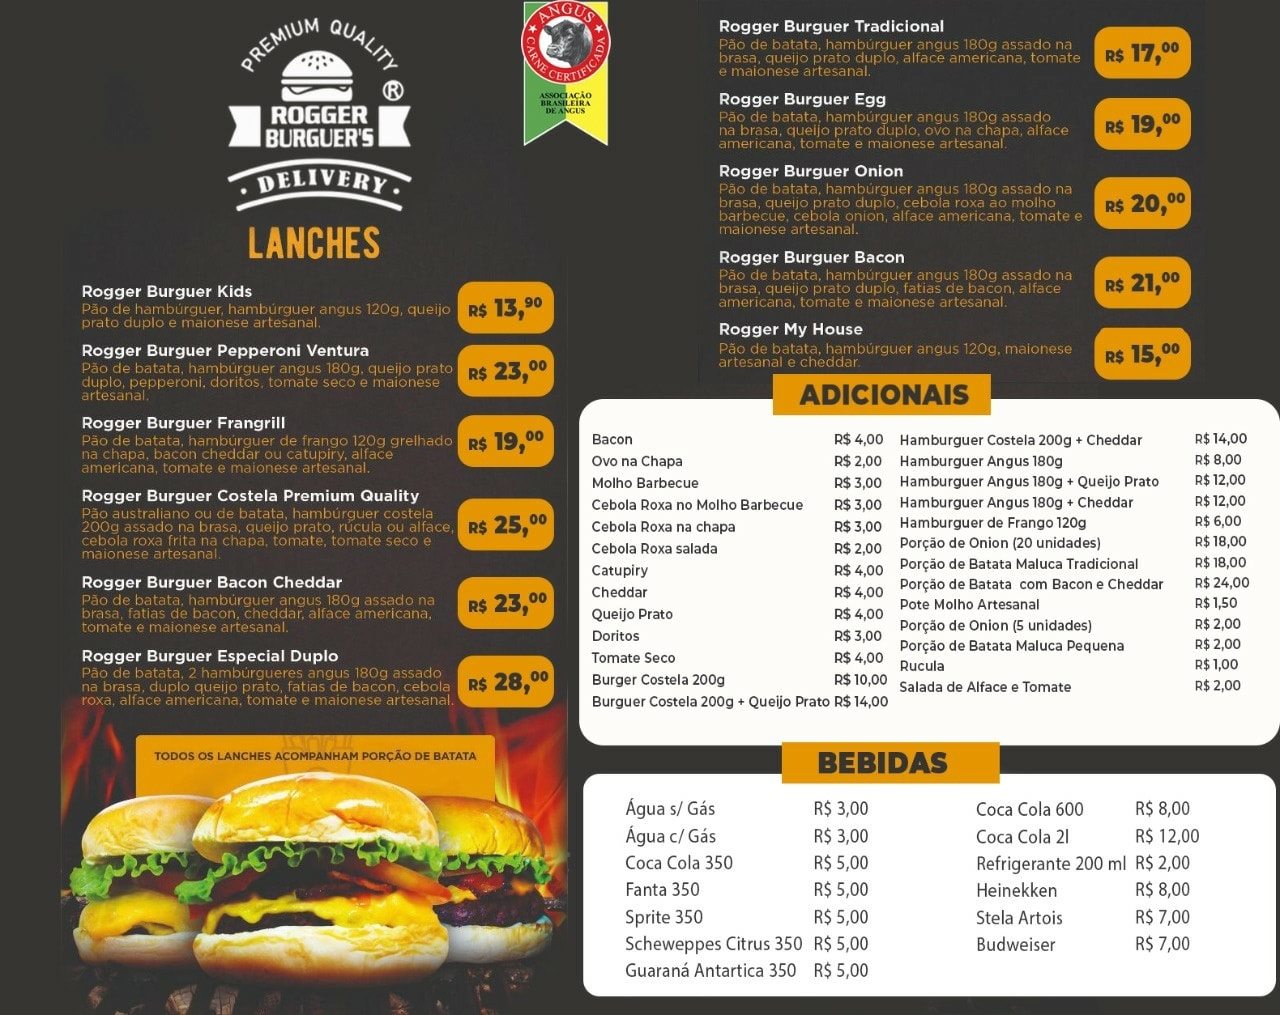 PREMIUM QUALITY
®
ROGGER
BURGUER'S
DELIVERY
LANCHES
Rogger Burguer Kids
Pão de hambúrguer, hambúrguer angus 120g, queijo
prato duplo e maionese artesanal.
R$ 13,90
Rogger Burguer Pepperoni Ventura
Pão de batata, hambúrguer angus 180g, queijo prato
duplo, pepperoni, doritos, tomate seco e maionese
artesanal.
R$ 23,00
Rogger Burguer Frangrill
Pão de batata, hambúrguer de frango 120g grelhado
na chapa, bacon cheddar ou catupiry, alface
americana, tomate e maionese artesanal.
R$ 19,00
Rogger Burguer Costela Premium Quality
Pão australiano ou de batata, hambúrguer costela
200g assado na brasa, queijo prato, rúcula ou alface,
cebola roxa frita na chapa, tomate, tomate seco e
maionese artesanal.
R$ 25,00
Rogger Burguer Bacon Cheddar
Pão de batata, hambúrguer angus 180g assado na
brasa, fatias de bacon, cheddar, alface americana,
tomate e maionese artesanal.
R$ 23,00
Rogger Burguer Especial Duplo
Pão de batata, 2 hambúrgueres angus 180g assado
na brasa, duplo queijo prato, fatias de bacon, cebola
roxa, alface americana, tomate e maionese artesanal.
R$ 28,00
TODOS OS LANCHES ACOMPANHAM PORÇÃO DE BATATA
ANGUS
CARNE CERTIFICADA
ASSOCIAÇÃO
BRASILEIRA
DE ANGUS
Rogger Burguer Tradicional
Pão de batata, hambúrguer angus 180g assado na
brasa, queijo prato duplo, alface americana, tomate
e maionese artesanal.
R$ 17,00
Rogger Burguer Egg
Pão de batata, hambúrguer angus 180g assado
na brasa, queijo prato duplo, ovo na chapa, alface
americana, tomate e maionese artesanal.
R$ 19,00
Rogger Burguer Onion
Pão de batata, hambúrguer angus 180g assado na
brasa, queijo prato duplo, cebola roxa ao molho
barbecue, cebola onion, alface americana, tomate e
maionese artesanal.
R$ 20,00
Rogger Burguer Bacon
Pão de batata, hambúrguer angus 180g assado na
brasa, queijo prato duplo, fatias de bacon, alface
americana, tomate e maionese artesanal.
R$ 21,00
Rogger My House
Pão de batata, hambúrguer angus 120g, maionese
artesanal e cheddar.
R$ 15,00
ADICIONAIS
Bacon R$ 4,00
Ovo na Chapa R$ 2,00
Molho Barbecue R$ 3,00
Cebola Roxa no Molho Barbecue R$ 3,00
Cebola Roxa na chapa R$ 3,00
Cebola Roxa salada R$ 2,00
Catupiry R$ 4,00
Cheddar R$ 4,00
Queijo Prato R$ 4,00
Doritos R$ 3,00
Tomate Seco R$ 4,00
Burger Costela 200g R$ 10,00
Burguer Costela 200g + Queijo Prato R$ 14,00
Hamburguer Costela 200g + Cheddar R$ 14,00
Hamburguer Angus 180g R$ 8,00
Hamburguer Angus 180g + Queijo Prato R$ 12,00
Hamburguer Angus 180g + Cheddar R$ 12,00
Hamburguer de Frango 120g R$ 6,00
Porção de Onion (20 unidades) R$ 18,00
Porção de Batata Maluca Tradicional R$ 18,00
Porção de Batata com Bacon e Cheddar R$ 24,00
Pote Molho Artesanal R$ 1,50
Porção de Onion (5 unidades) R$ 2,00
Porção de Batata Maluca Pequena R$ 2,00
Rucula R$ 1,00
Salada de Alface e Tomate R$ 2,00
BEBIDAS
Água s/ Gás R$ 3,00
Água c/ Gás R$ 3,00
Coca Cola 350 R$ 5,00
Fanta 350 R$ 5,00
Sprite 350 R$ 5,00
Scheweppes Citrus 350 R$ 5,00
Guaraná Antartica 350 R$ 5,00
Coca Cola 600 R$ 8,00
Coca Cola 2l R$ 12,00
Refrigerante 200 ml R$ 2,00
Heinekken R$ 8,00
Stela Artois R$ 7,00
Budweiser R$ 7,00